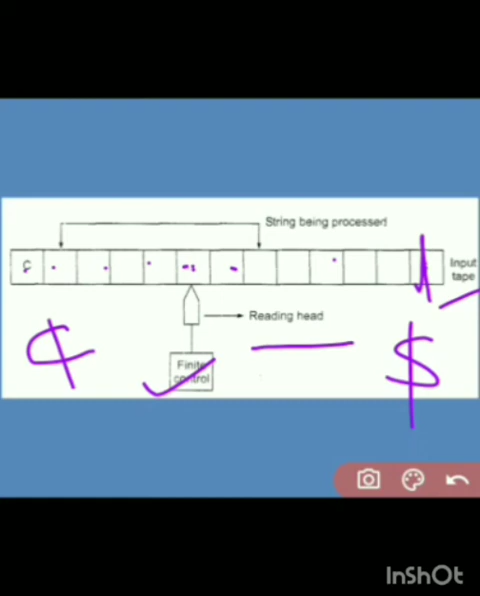 String being processed
¢
Input
tape
Reading head
Finite
control
¢
$
InShOt